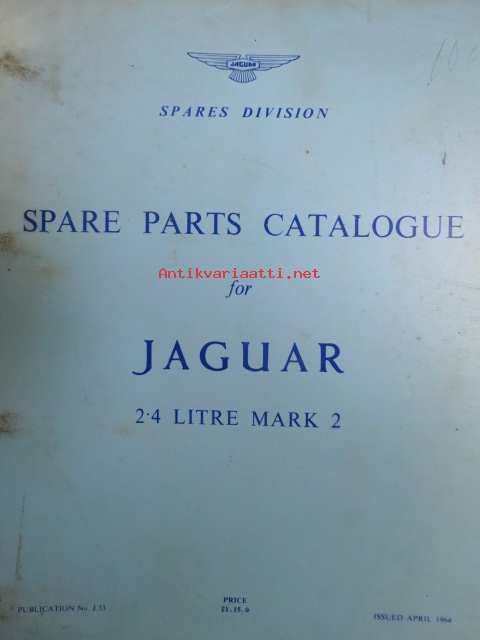 JAGUAR
SPARES DIVISION
SPARE PARTS CATALOGUE
Antikvariaatti.net
for
JAGUAR
2·4 LITRE MARK 2
PUBLICATION No. J.33
PRICE
£1.15.0
ISSUED APRIL 1964